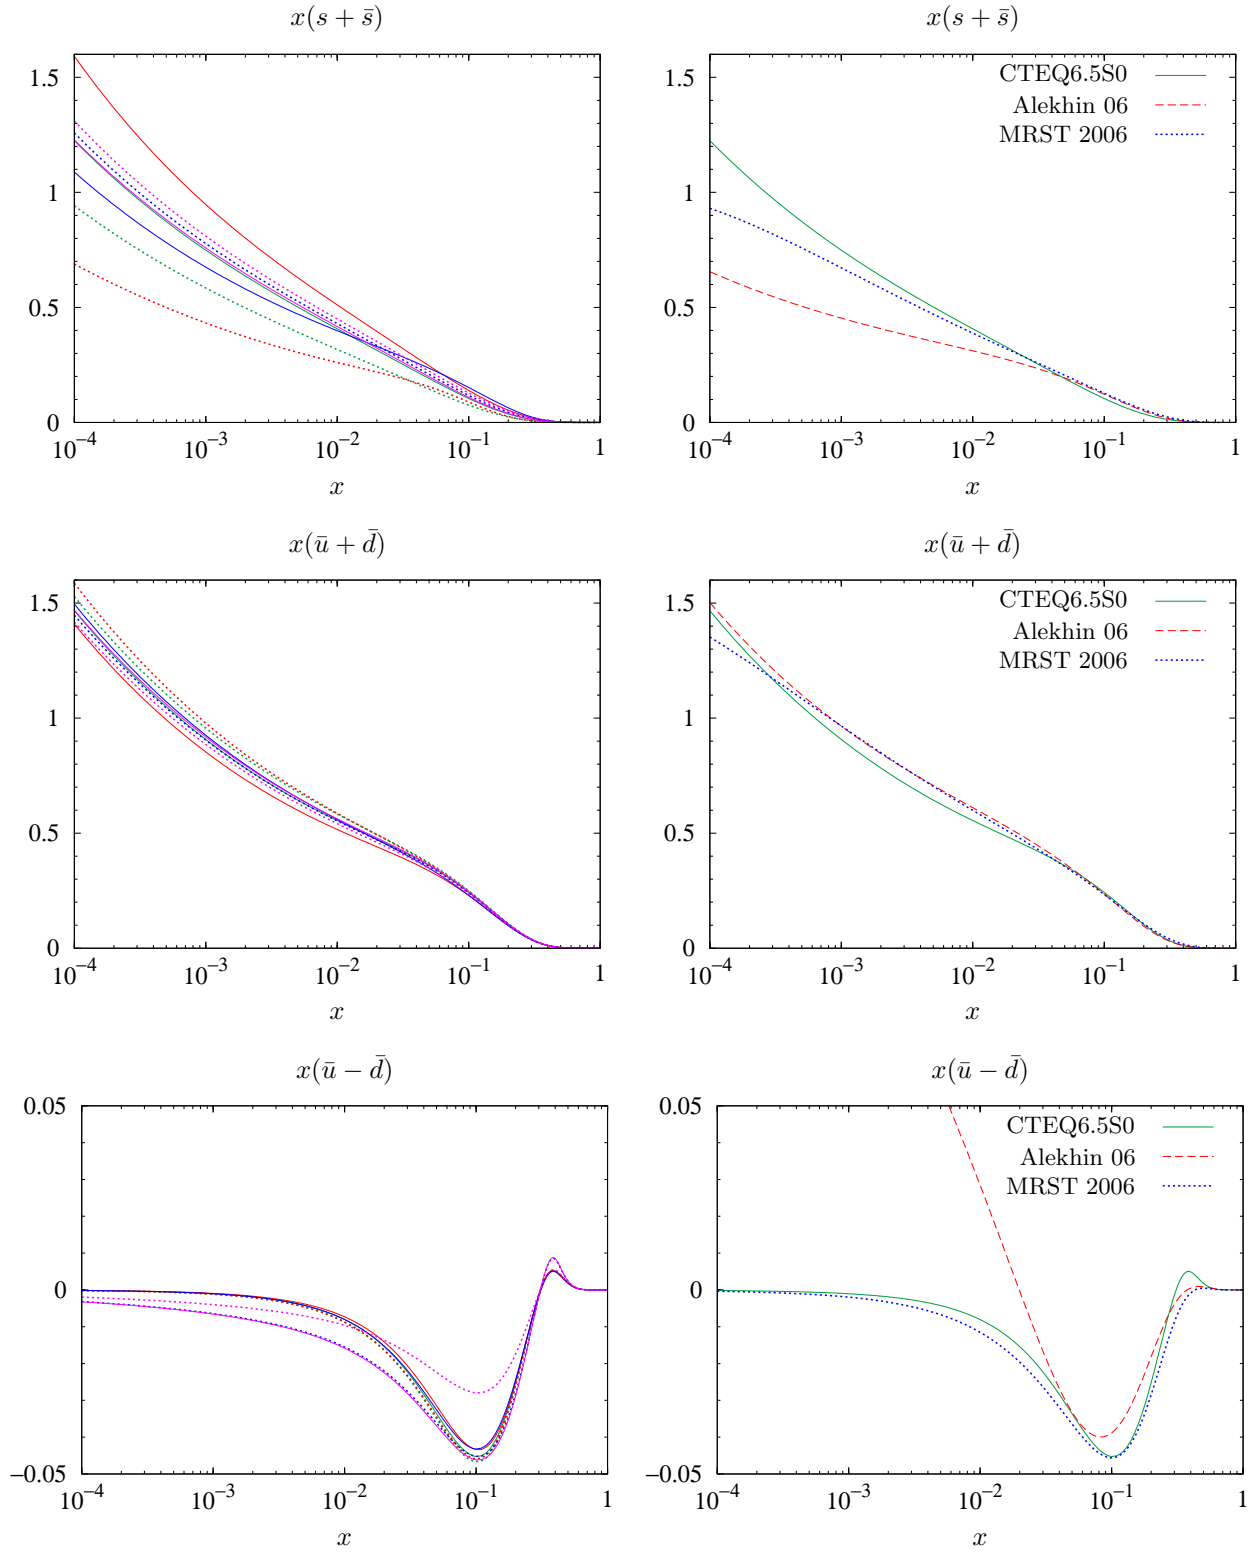 x(s + s̄) x(s + s̄)
1.5 1.5 CTEQ6.5S0
Alekhin 06
MRST 2006
1 1
0.5 0.5
0 0
10⁻⁴ 10⁻³ 10⁻² 10⁻¹ 1 10⁻⁴ 10⁻³ 10⁻² 10⁻¹ 1
x x
x(ū + d̄) x(ū + d̄)
1.5 1.5 CTEQ6.5S0
Alekhin 06
MRST 2006
1 1
0.5 0.5
0 0
10⁻⁴ 10⁻³ 10⁻² 10⁻¹ 1 10⁻⁴ 10⁻³ 10⁻² 10⁻¹ 1
x x
x(ū − d̄) x(ū − d̄)
0.05 0.05
CTEQ6.5S0
Alekhin 06
MRST 2006
0 0
−0.05 −0.05
10⁻⁴ 10⁻³ 10⁻² 10⁻¹ 1 10⁻⁴ 10⁻³ 10⁻² 10⁻¹ 1
x x